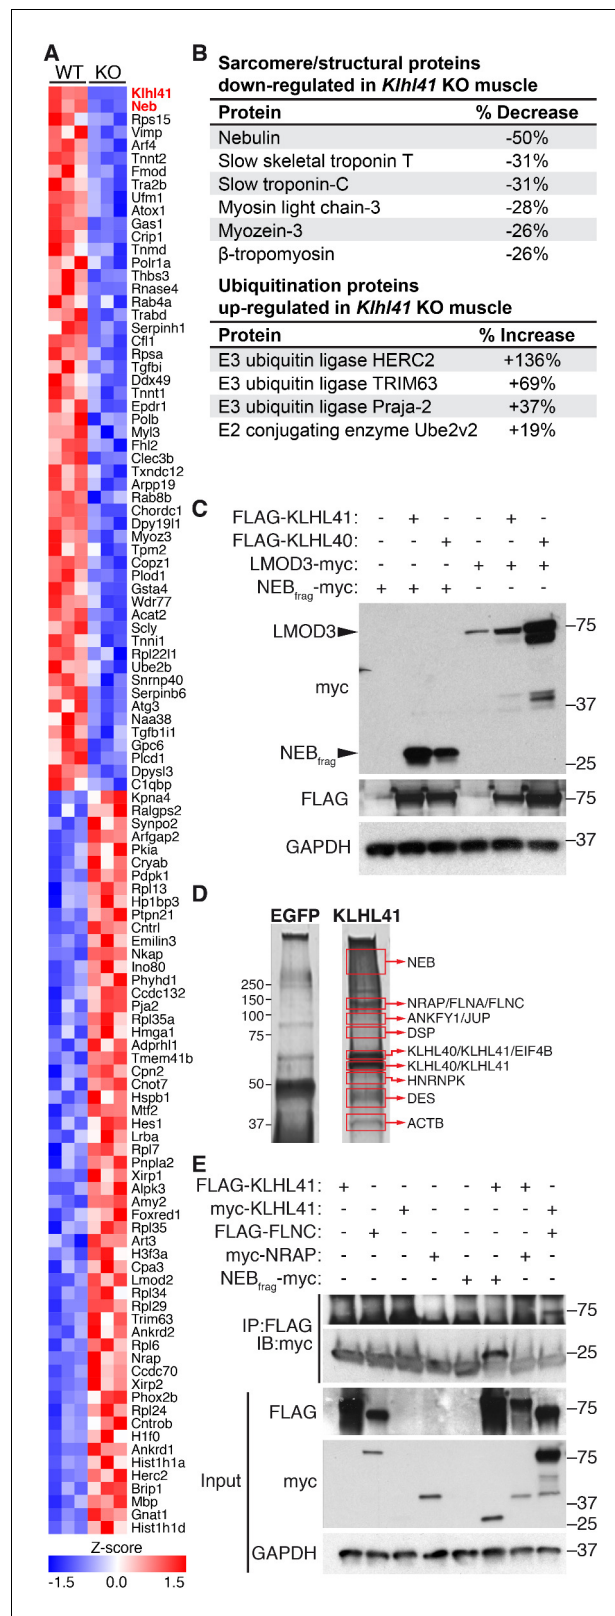 A
WT KO
Klhl41
Neb
Rps15
Vimp
Arf4
Tnnt2
Fmod
Tra2b
Ufm1
Atox1
Gas1
Crip1
Tnmd
Polr1a
Thbs3
Rnase4
Rab4a
Trabd
Serpinh1
Cfl1
Rpsa
Tgfbi
Ddx49
Tnnt1
Epdr1
Polb
Myl3
Fhl2
Clec3b
Txndc12
Arpp19
Rab8b
Chordc1
Dpy19l1
Myoz3
Tpm2
Copz1
Plod1
Gsta4
Wdr77
Acat2
Scly
Tnni1
Rpl22l1
Ube2b
Snrnp40
Serpinb6
Atg3
Naa38
Tgfb1i1
Gpc6
Plcd1
Dpysl3
C1qbp
Kpna4
Ralgps2
Synpo2
Arfgap2
Pkia
Cryab
Pdpk1
Rpl13
Hp1bp3
Ptpn21
Cntrl
Emilin3
Nkap
Ino80
Phyhd1
Ccdc132
Pja2
Rpl35a
Hmga1
Adprhl1
Tmem41b
Cpn2
Cnot7
Hspb1
Mtf2
Hes1
Lrba
Rpl7
Pnpla2
Xirp1
Alpk3
Amy2
Foxred1
Rpl35
Art3
H3f3a
Cpa3
Lmod2
Rpl34
Rpl29
Trim63
Ankrd2
Rpl6
Nrap
Ccdc70
Xirp2
Phox2b
Rpl24
Cntrob
H1f0
Ankrd1
Hist1h1a
Herc2
Brip1
Mbp
Gnat1
Hist1h1d
Z-score
-1.5 0.0 1.5
B
Sarcomere/structural proteins
down-regulated in Klhl41 KO muscle
Protein % Decrease
Nebulin -50%
Slow skeletal troponin T -31%
Slow troponin-C -31%
Myosin light chain-3 -28%
Myozein-3 -26%
β-tropomyosin -26%
Ubiquitination proteins
up-regulated in Klhl41 KO muscle
Protein % Increase
E3 ubiquitin ligase HERC2 +136%
E3 ubiquitin ligase TRIM63 +69%
E3 ubiquitin ligase Praja-2 +37%
E2 conjugating enzyme Ube2v2 +19%
C
FLAG-KLHL41: - + - - + -
FLAG-KLHL40: - - + - - +
LMOD3-myc: - - - + + +
NEBfrag-myc: + + + - - -
LMOD3 75
myc
37
NEBfrag 25
FLAG 75
GAPDH 37
D
EGFP KLHL41
NEB
250
150 NRAP/FLNA/FLNC
100 ANKFY1/JUP
75 DSP
KLHL40/KLHL41/EIF4B
KLHL40/KLHL41
50 HNRNPK
DES
37 ACTB
E
FLAG-KLHL41: + - - - - + + -
myc-KLHL41: - - + - - - - +
FLAG-FLNC: - + - - - - - +
myc-NRAP: - - - + - - + -
NEBfrag-myc: - - - - + + - -
IP:FLAG 75
IB:myc
25
FLAG 75
Input
myc 75
37
25
GAPDH 37